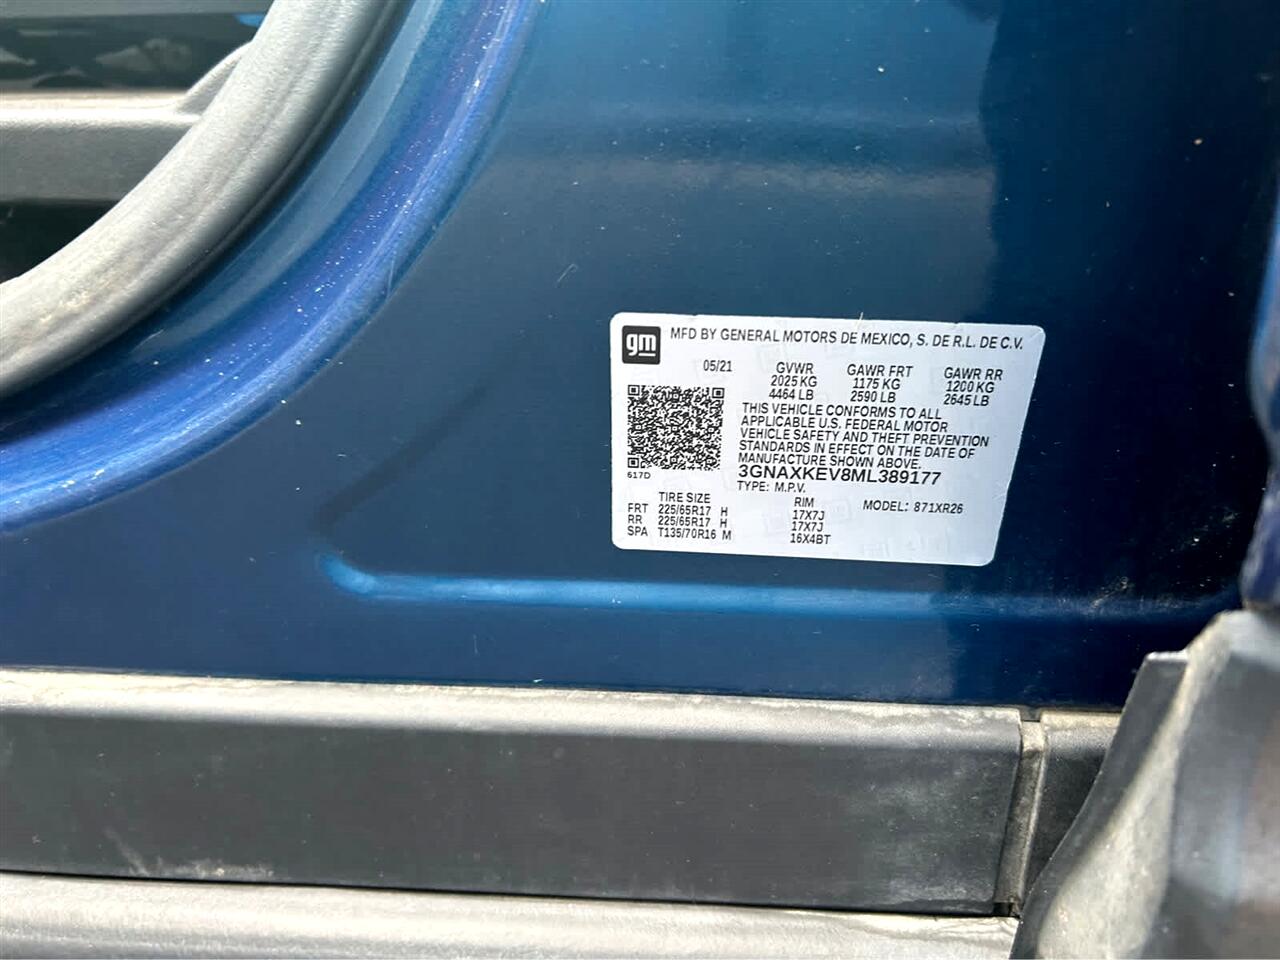 gm MFD BY GENERAL MOTORS DE MEXICO, S. DE R.L. DE C.V.
05/21 GVWR GAWR FRT GAWR RR
2025 KG 1175 KG 1200 KG
4464 LB 2590 LB 2645 LB
THIS VEHICLE CONFORMS TO ALL
APPLICABLE U.S. FEDERAL MOTOR
VEHICLE SAFETY AND THEFT PREVENTION
STANDARDS IN EFFECT ON THE DATE OF
MANUFACTURE SHOWN ABOVE.
617D 3GNAXKEV8ML389177
TYPE: M.P.V.
TIRE SIZE RIM MODEL: 871XR26
FRT 225/65R17 H 17X7J
RR 225/65R17 H 17X7J
SPA T135/70R16 M 16X4BT